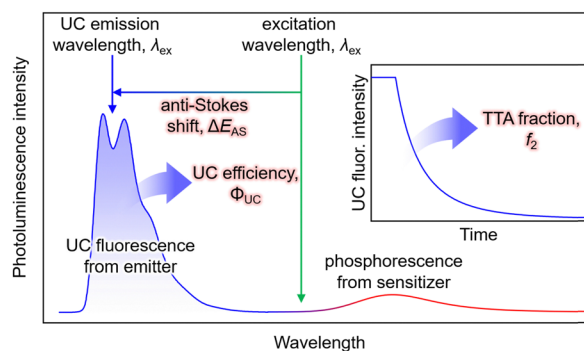 UC emission
wavelength, λex
excitation
wavelength, λex
anti-Stokes
shift, ΔEAS
UC efficiency,
ΦUC
UC fluorescence
from emitter
phosphorescence
from sensitizer
TTA fraction,
f2
UC fluor. intensity
Time
Photoluminescence intensity
Wavelength